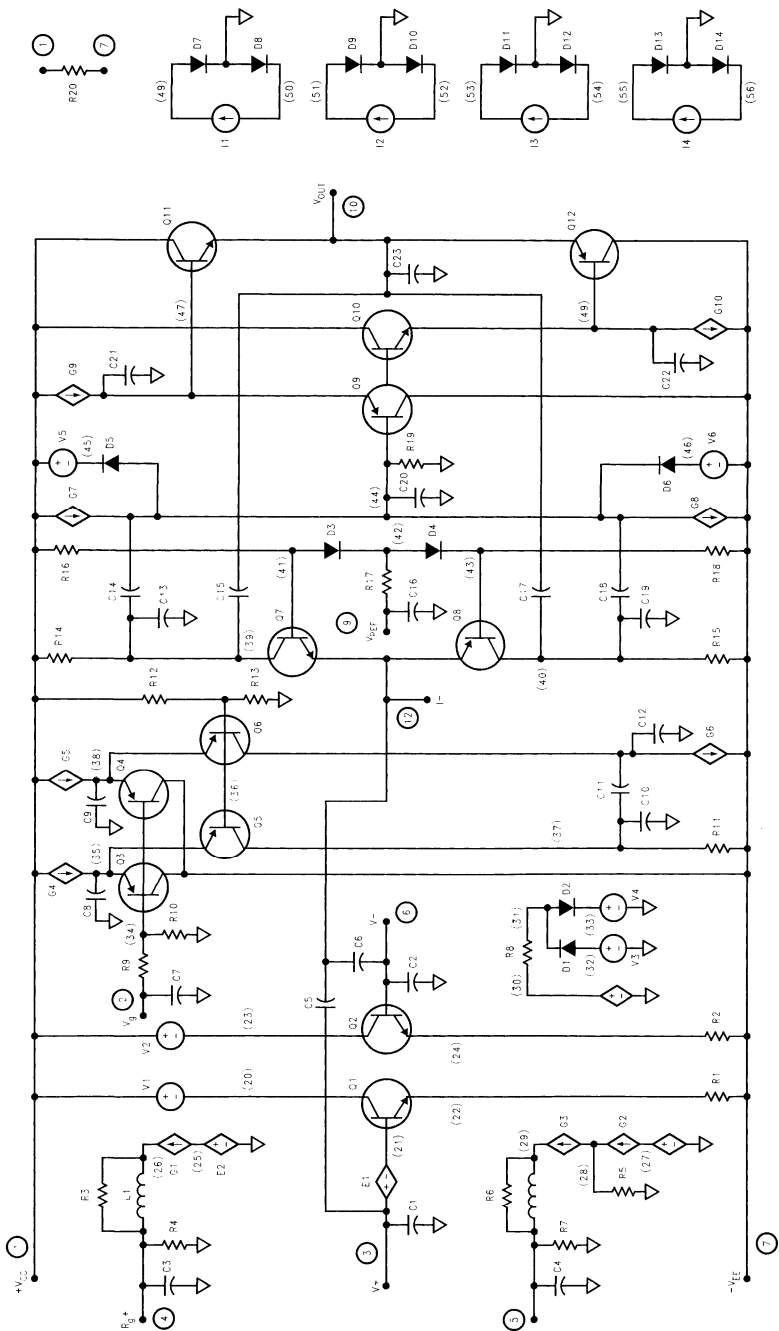 1
7
R20
D7
D8
(49)
(50)
I1
D9
D10
(51)
(52)
I2
D11
D12
(53)
(54)
I3
D13
D14
(55)
(56)
I4
Q11
VOUT
10
Q12
(47)
C23
(49)
Q10
G10
G9
C21
C22
Q9
V5
(45)
D5
R19
(46)
V6
D6
G7
C20
(44)
G8
R16
D3
(42)
D4
R18
C14
C13
C15
(41)
R17
C16
(43)
C17
C18
C19
R14
(39)
Q7
9
Q8
(40)
R15
R12
R13
12
Q6
C12
G6
G5
(38)
C9
Q4
(36)
C11
C10
Q5
(37)
R11
G4
(35)
C8
Q3
(34)
R10
R9
C7
2
Vg
V2
(23)
C5
C6
V-
6
C2
Q2
(24)
R2
R8
(31)
D2
(30)
D1
(33)
(32)
V4
V3
V1
(20)
Q1
(22)
R1
(21)
E1
C1
3
R3
(26)
G1
(25)
E2
L1
R4
C3
Rg+
4
R6
(29)
G3
G2
(28)
(27)
R5
R7
C4
5
+VCC
-VEE
7